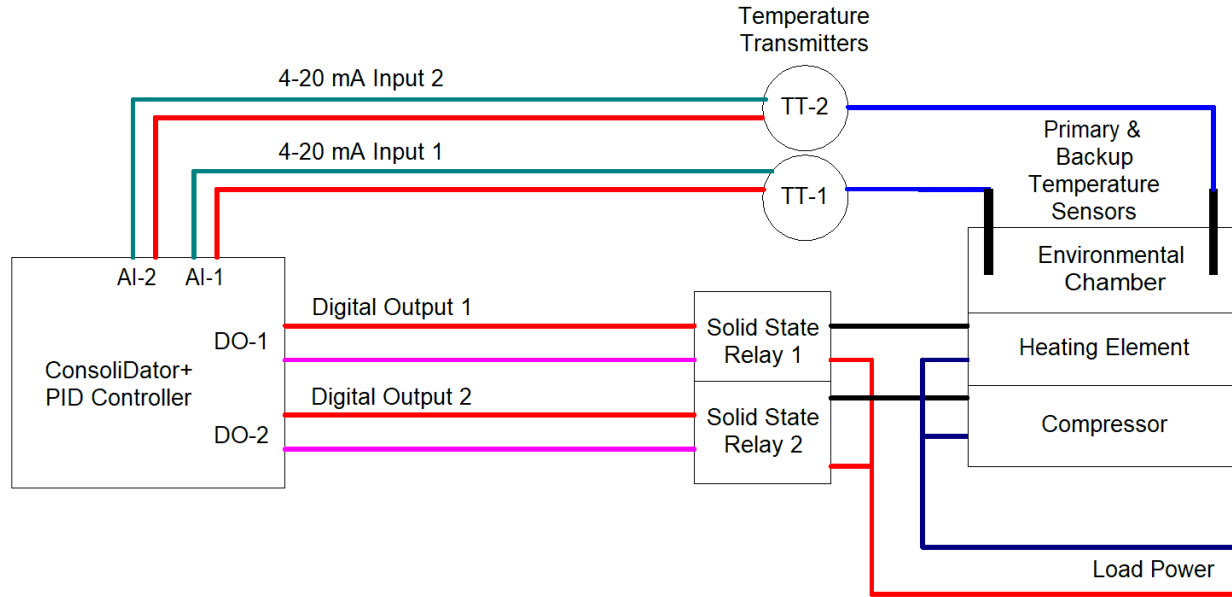 Temperature
Transmitters
4-20 mA Input 2
TT-2
Primary &
Backup
Temperature
Sensors
4-20 mA Input 1
TT-1
AI-2
AI-1
Environmental
Chamber
Digital Output 1
DO-1
Solid State
Relay 1
Heating Element
ConsoliDator+
PID Controller
Digital Output 2
DO-2
Solid State
Relay 2
Compressor
Load Power